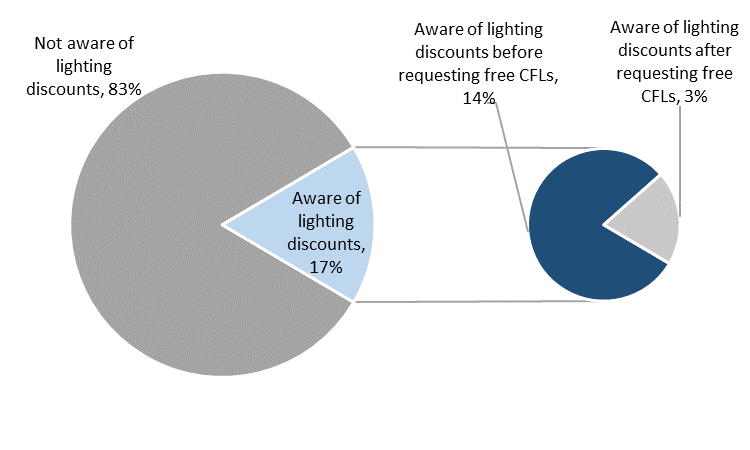 Not aware of
lighting
discounts, 83%
Aware of
lighting
discounts,
17%
Aware of lighting
discounts before
requesting free CFLs,
14%
Aware of lighting
discounts after
requesting free
CFLs, 3%